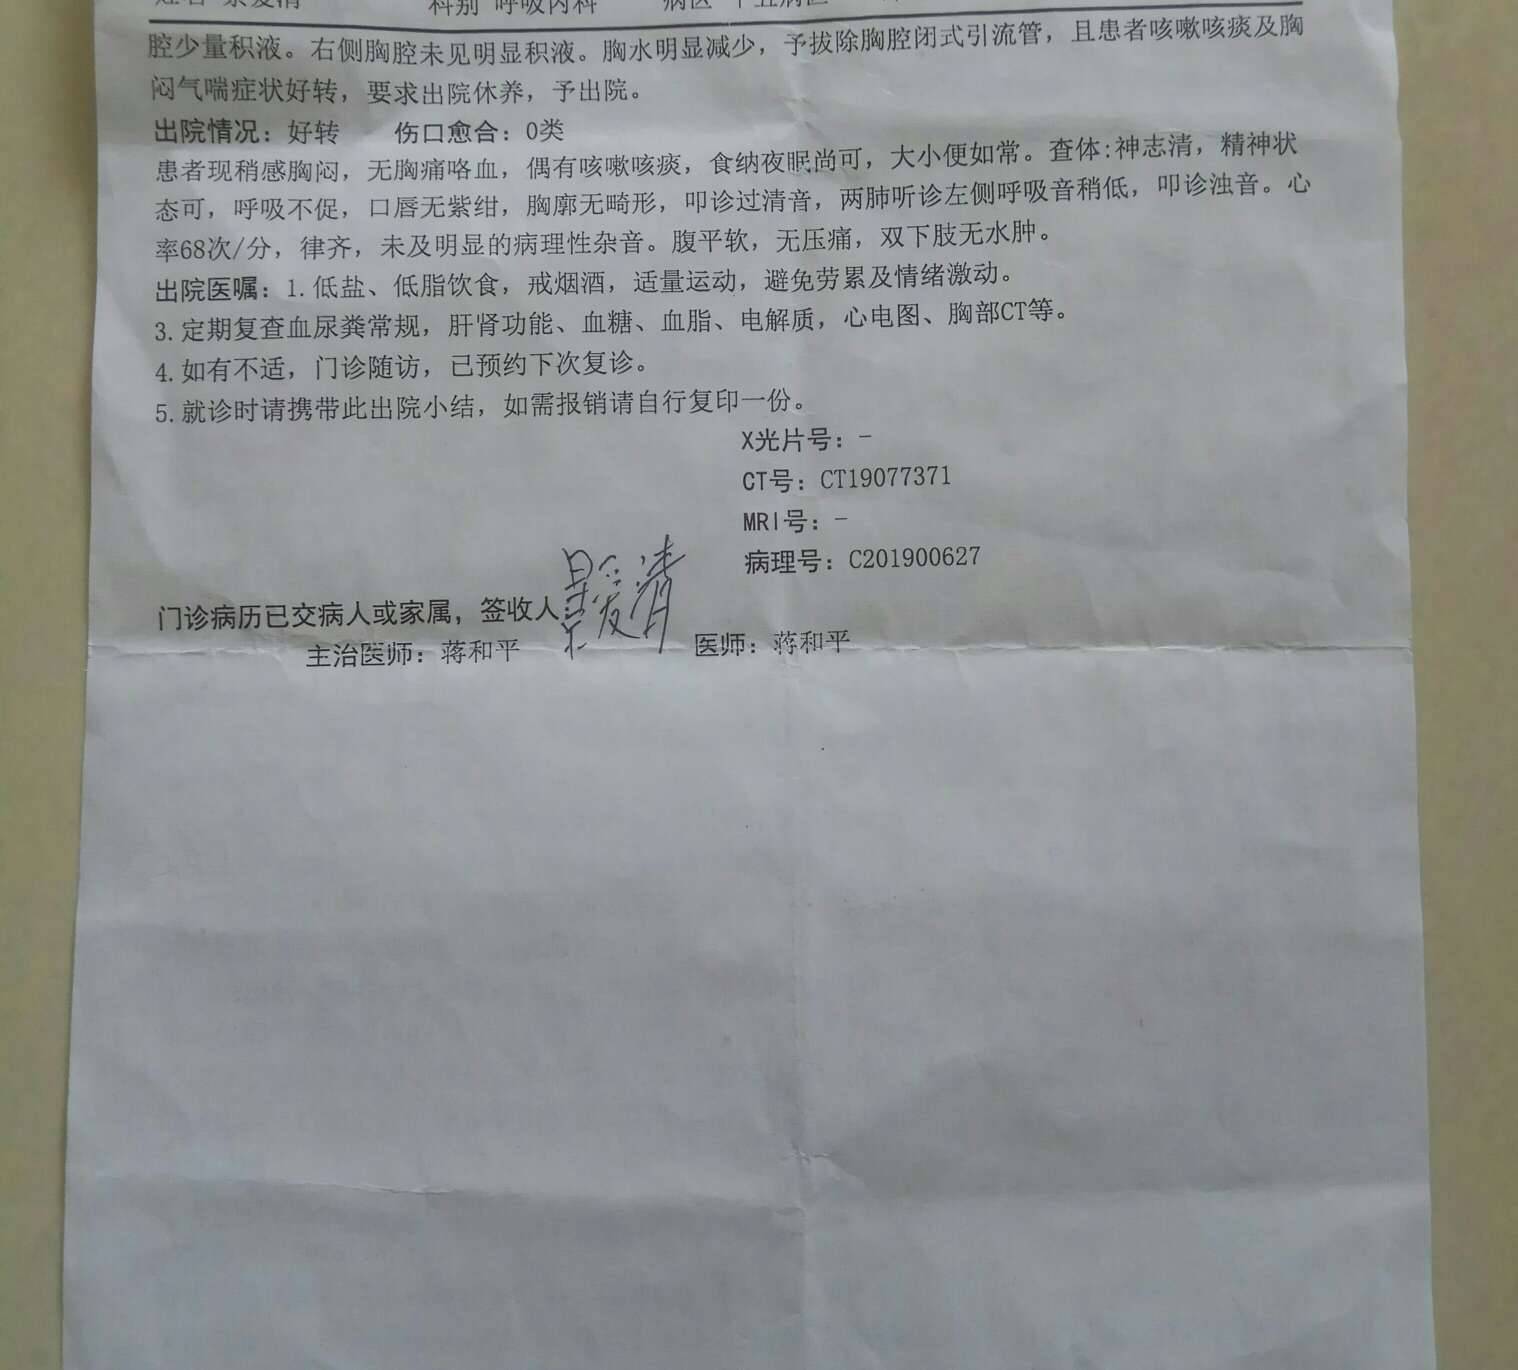 科别 呼吸内科
腔少量积液。右侧胸腔未见明显积液。胸水明显减少，予拔除胸腔闭式引流管，且患者咳嗽咳痰及胸
闷气喘症状好转，要求出院休养，予出院。
出院情况：好转 伤口愈合：0类
患者现稍感胸闷，无胸痛咯血，偶有咳嗽咳痰，食纳夜眠尚可，大小便如常。查体:神志清，精神状
态可，呼吸不促，口唇无紫绀，胸廓无畸形，叩诊过清音，两肺听诊左侧呼吸音稍低，叩诊浊音。心
率68次/分，律齐，未及明显的病理性杂音。腹平软，无压痛，双下肢无水肿。
出院医嘱：1.低盐、低脂饮食，戒烟酒，适量运动，避免劳累及情绪激动。
3.定期复查血尿粪常规，肝肾功能、血糖、血脂、电解质，心电图、胸部CT等。
4.如有不适，门诊随访，已预约下次复诊。
5.就诊时请携带此出院小结，如需报销请自行复印一份。
X光片号：-
CT号：CT19077371
MRI号：-
病理号：C201900627
门诊病历已交病人或家属，签收人：
主治医师：蒋和平 医师：蒋和平